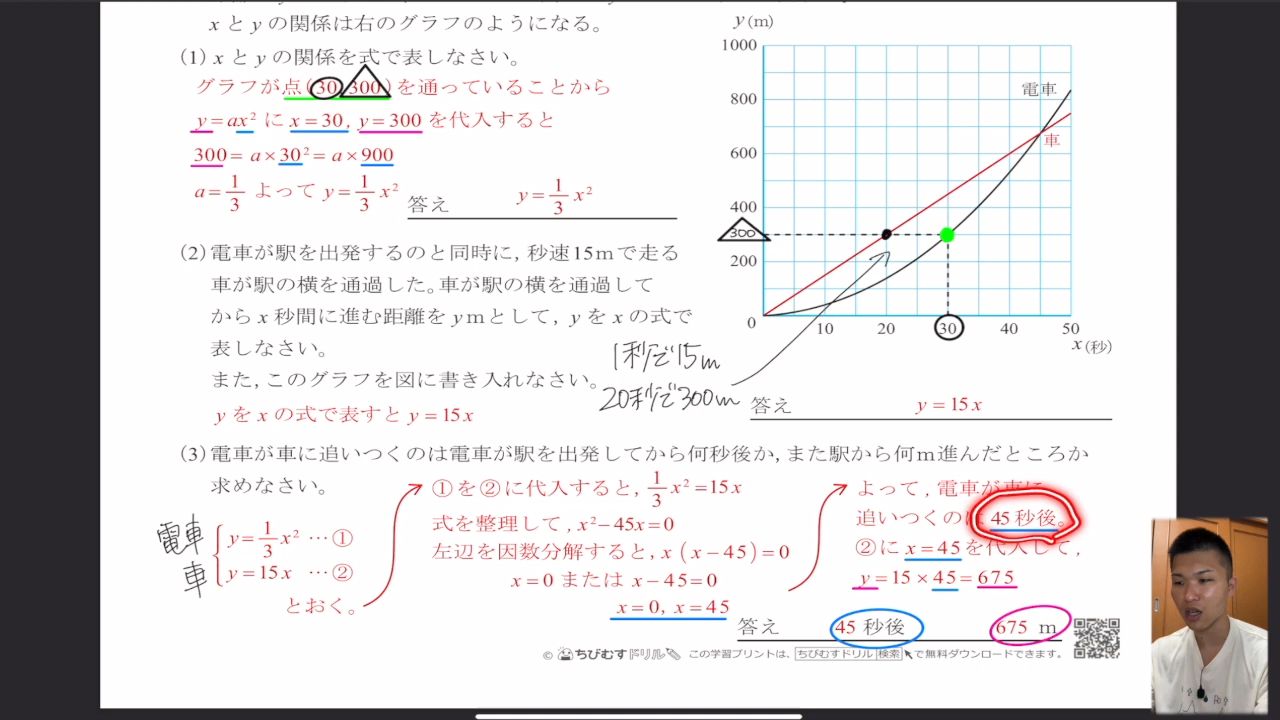 xとyの関係は右のグラフのようになる。
(1) xとyの関係を式で表しなさい。
グラフが点(30, 300)を通っていることから
y=ax² に x=30, y=300 を代入すると
300= a×30²= a×900
a=1/3 よって y=1/3 x²
答え y=1/3 x²
(2) 電車が駅を出発するのと同時に, 秒速15mで走る
車が駅の横を通過した。車が駅の横を通過して
からx秒間に進む距離をymとして, yをxの式で
表しなさい。
また,このグラフを図に書き入れなさい。
yをxの式で表すと y=15x
1秒で15m
20秒で300m
y(m)
1000
800
600
400
300
200
0
10
20
30
40
50
x(秒)
電車
車
答え y=15x
(3) 電車が車に追いつくのは電車が駅を出発してから何秒後か, また駅から何m進んだところか
求めなさい。
電車
車
y=1/3 x² …①
y=15x …②
とおく。
①を②に代入すると, 1/3 x²=15x
式を整理して, x²−45x=0
左辺を因数分解すると, x(x−45)=0
x=0 または x−45=0
x=0, x=45
よって, 電車が車に
追いつくのは 45秒後。
②に x=45 を代入して,
y=15×45=675
答え 45秒後 675 m
© ちびむすドリル この学習プリントは、 ちびむすドリル 検索 で無料ダウンロードできます。